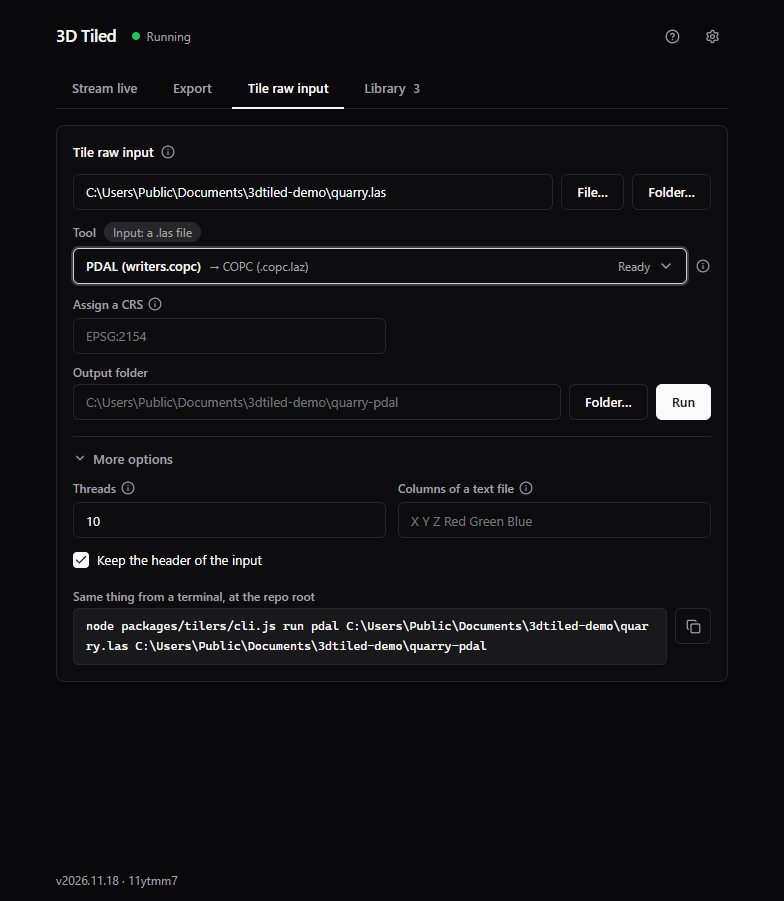 3D Tiled
Running
Stream live
Export
Tile raw input
Library 3
Tile raw input
C:\Users\Public\Documents\3dtiled-demo\quarry.las
File...
Folder...
Tool
Input: a .las file
PDAL (writers.copc) → COPC (.copc.laz)
Ready
Assign a CRS
EPSG:2154
Output folder
C:\Users\Public\Documents\3dtiled-demo\quarry-pdal
Folder...
Run
More options
Threads
Columns of a text file
10
X Y Z Red Green Blue
Keep the header of the input
Same thing from a terminal, at the repo root
node packages/tilers/cli.js run pdal C:\Users\Public\Documents\3dtiled-demo\quar
ry.las C:\Users\Public\Documents\3dtiled-demo\quarry-pdal
v2026.11.18 · 11ytmm7